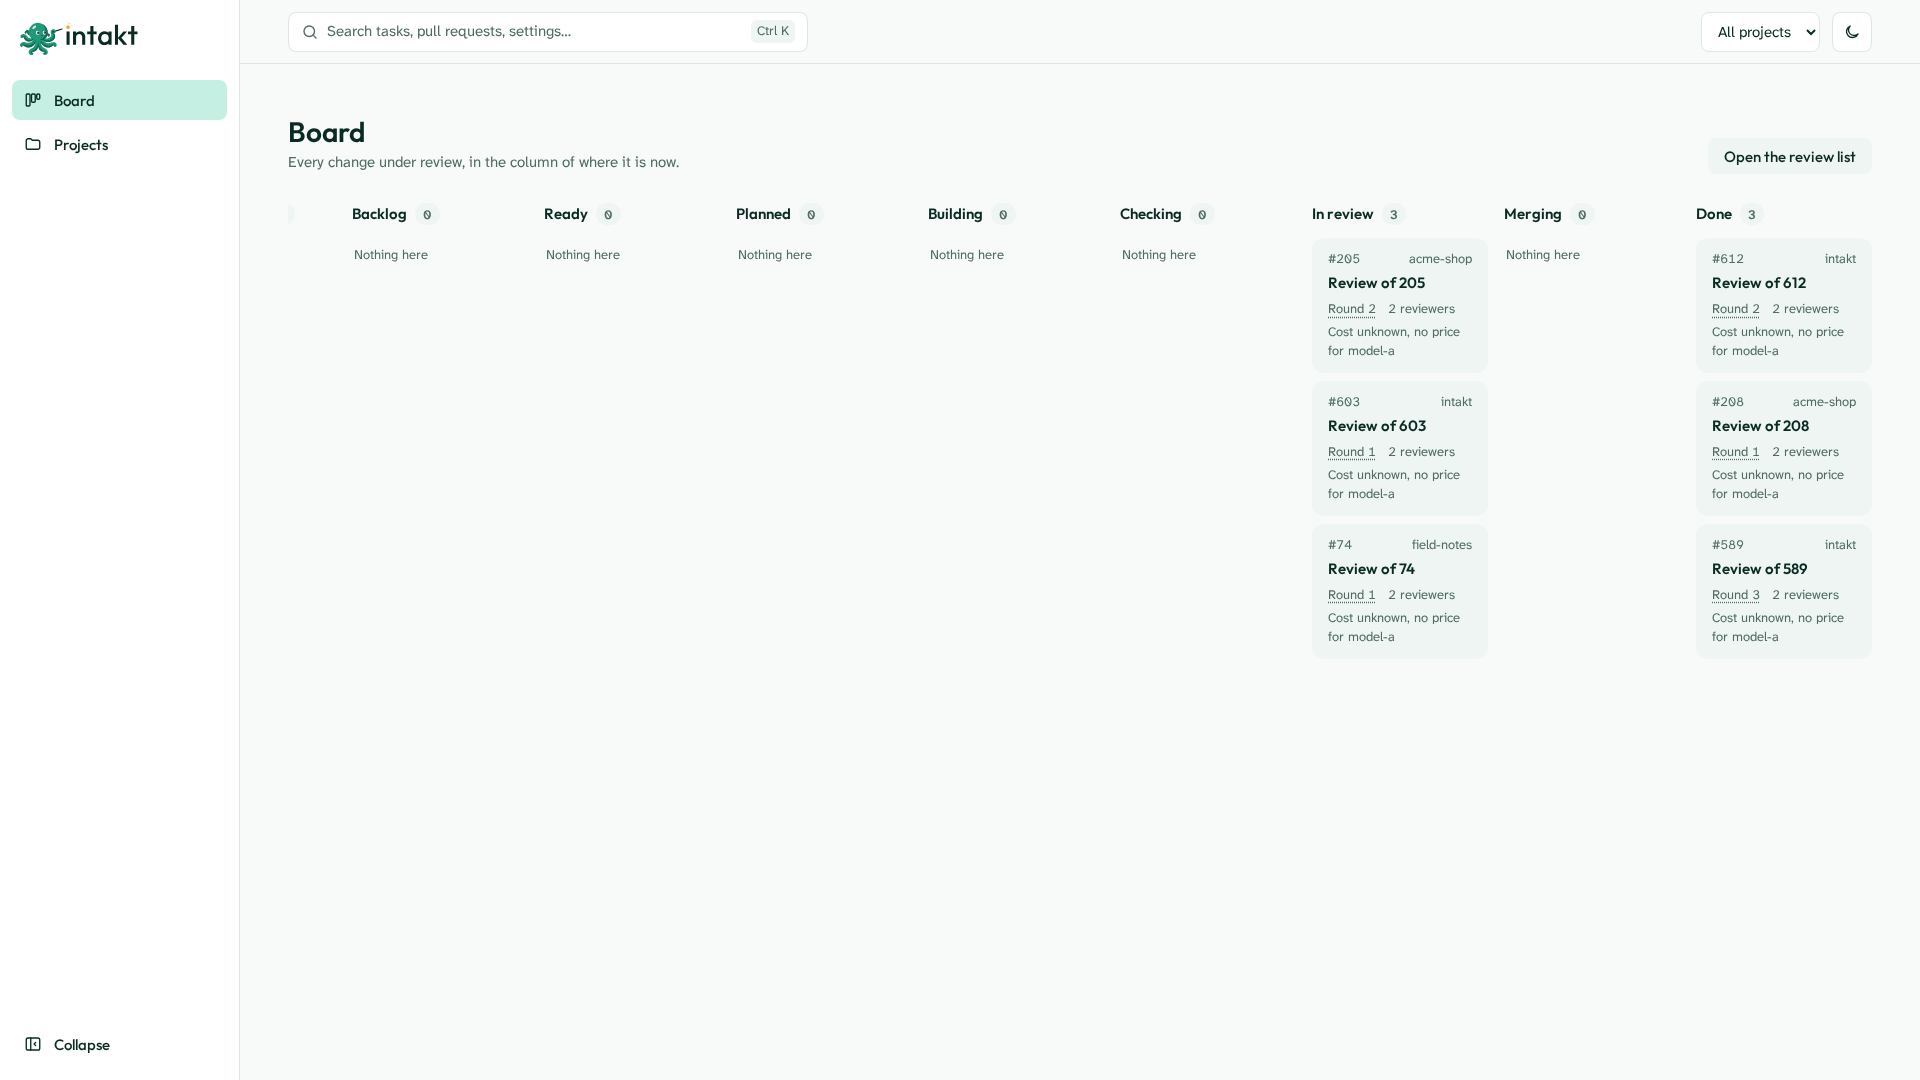 intakt
Search tasks, pull requests, settings...
Ctrl K
All projects
Board
Projects
Board
Every change under review, in the column of where it is now.
Open the review list
Backlog 0
Nothing here
Ready 0
Nothing here
Planned 0
Nothing here
Building 0
Nothing here
Checking 0
Nothing here
In review 3
#205 acme-shop
Review of 205
Round 2 2 reviewers
Cost unknown, no price
for model-a
#603 intakt
Review of 603
Round 1 2 reviewers
Cost unknown, no price
for model-a
#74 field-notes
Review of 74
Round 1 2 reviewers
Cost unknown, no price
for model-a
Merging 0
Nothing here
Done 3
#612 intakt
Review of 612
Round 2 2 reviewers
Cost unknown, no price
for model-a
#208 acme-shop
Review of 208
Round 1 2 reviewers
Cost unknown, no price
for model-a
#589 intakt
Review of 589
Round 3 2 reviewers
Cost unknown, no price
for model-a
Collapse